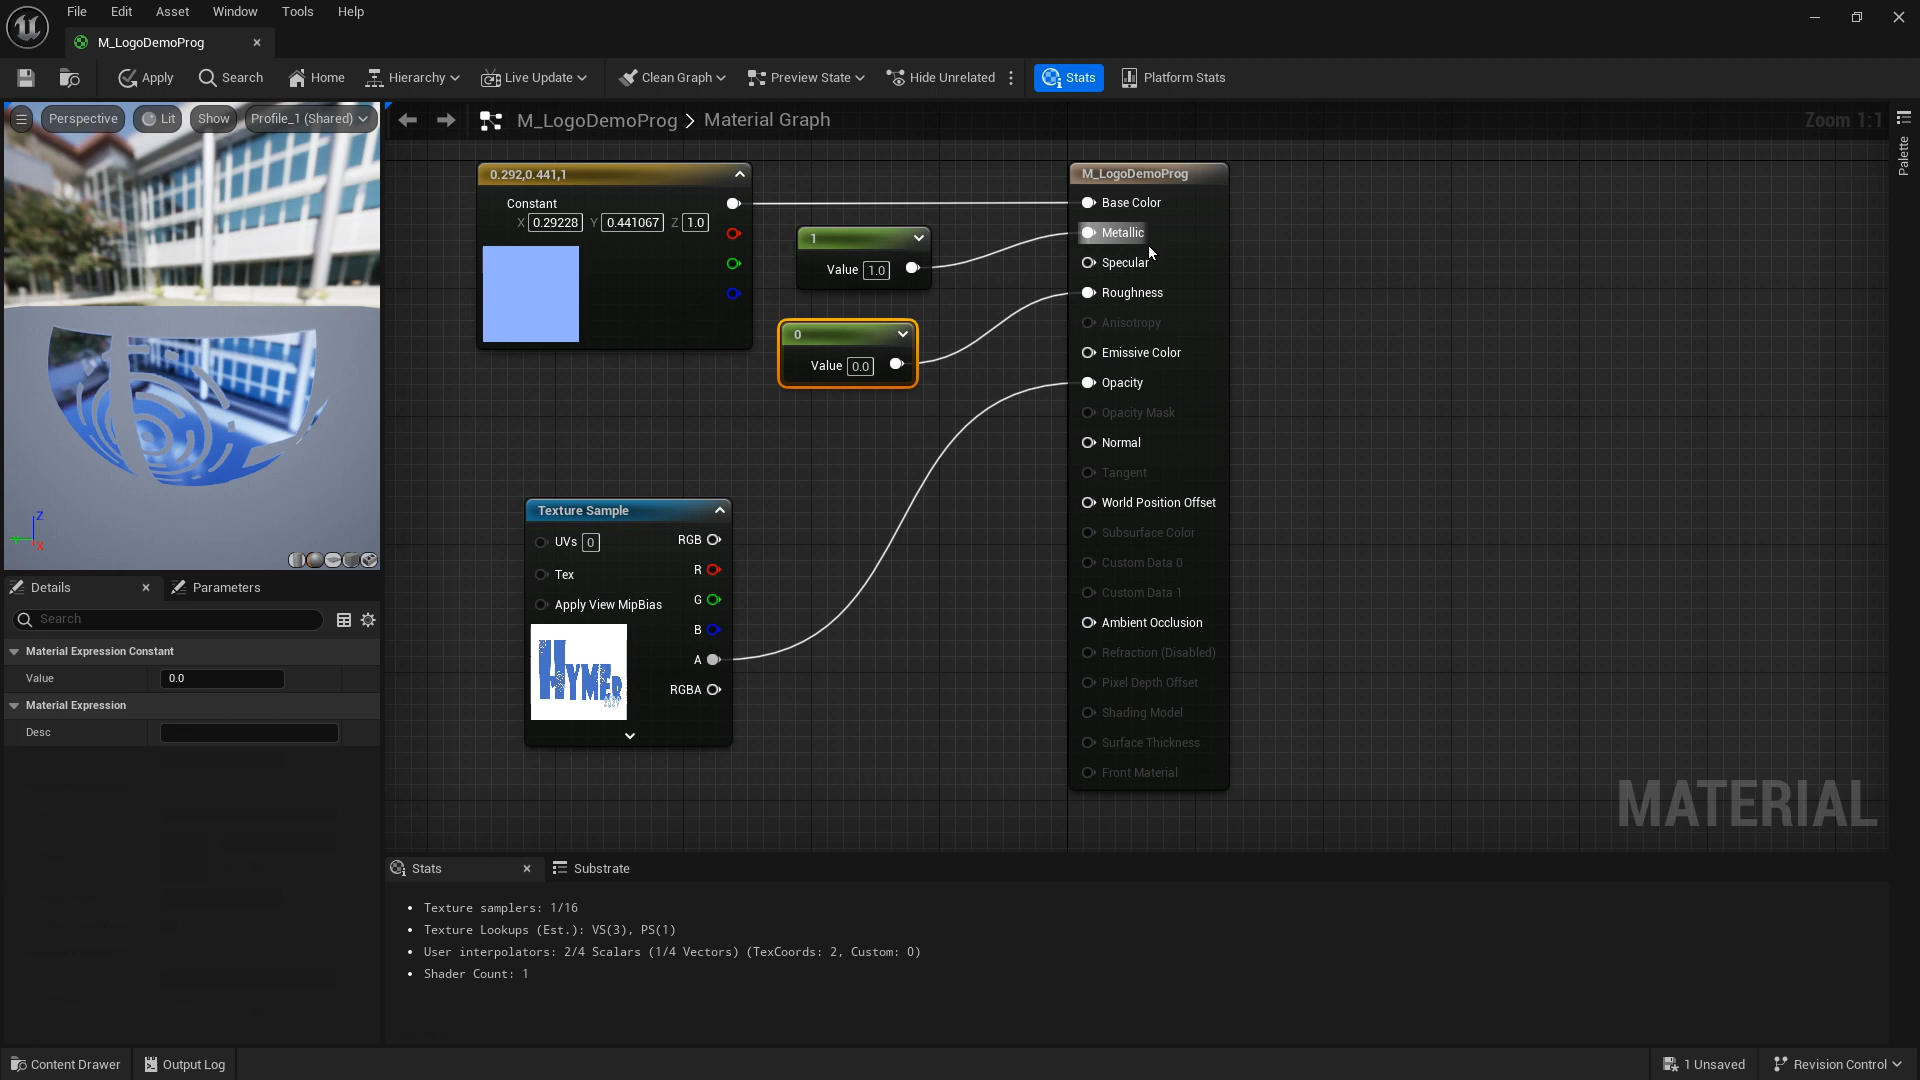 File Edit Asset Window Tools Help
M_LogoDemoProg
Apply Search Home Hierarchy Live Update Clean Graph Preview State Hide Unrelated Stats Platform Stats
Perspective Lit Show Profile_1 (Shared)
M_LogoDemoProg > Material Graph
Zoom 1:1
Palette
0.292,0.441,1
Constant
X 0.29228 Y 0.441067 Z 1.0
1
Value 1.0
0
Value 0.0
Texture Sample
UVs 0
Tex
Apply View MipBias
RGB
R
G
B
A
RGBA
HYMER
M_LogoDemoProg
Base Color
Metallic
Specular
Roughness
Anisotropy
Emissive Color
Opacity
Opacity Mask
Normal
Tangent
World Position Offset
Subsurface Color
Custom Data 0
Custom Data 1
Ambient Occlusion
Refraction (Disabled)
Pixel Depth Offset
Shading Model
Surface Thickness
Front Material
MATERIAL
Z
X
Details Parameters
Search
Material Expression Constant
Value 0.0
Material Expression
Desc
Stats Substrate
• Texture samplers: 1/16
• Texture Lookups (Est.): VS(3), PS(1)
• User interpolators: 2/4 Scalars (1/4 Vectors) (TexCoords: 2, Custom: 0)
• Shader Count: 1
Content Drawer Output Log
1 Unsaved Revision Control